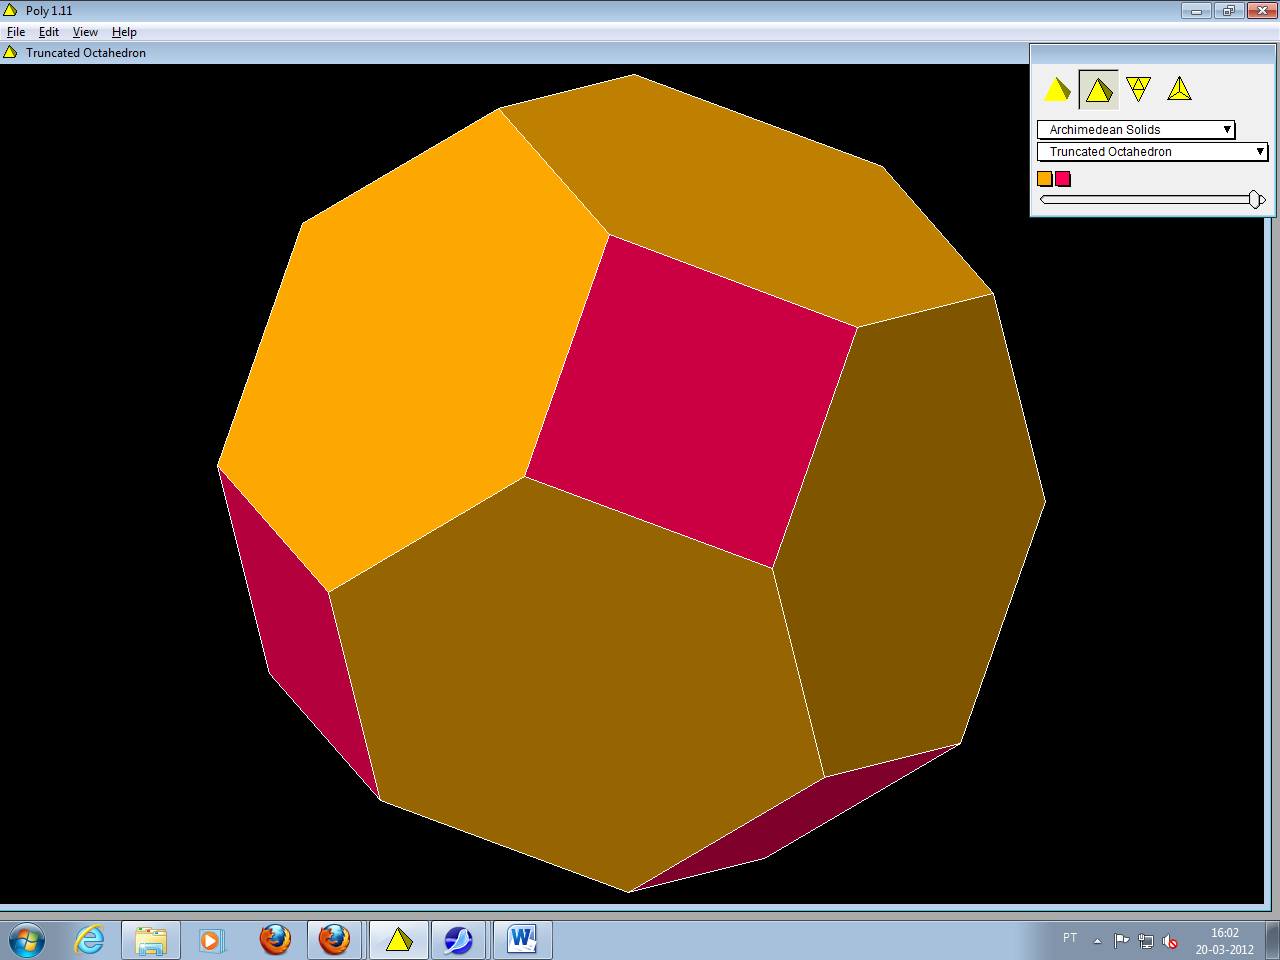 Poly 1.11
File Edit View Help
Truncated Octahedron
Archimedean Solids
Truncated Octahedron
PT
16:02
20-03-2012